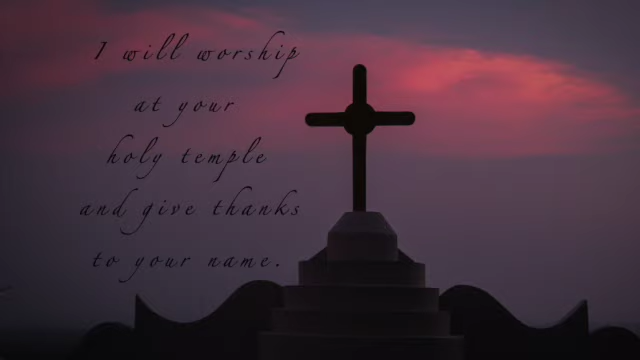 I will worship
at your
holy temple
and give thanks
to your name.